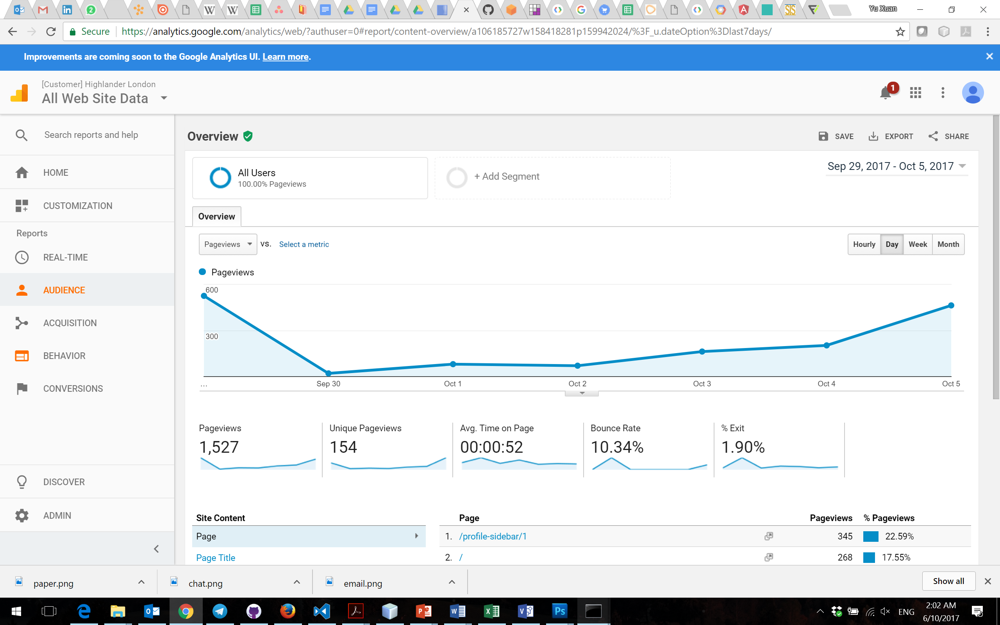 Yu Xuan
Secure https://analytics.google.com/analytics/web/?authuser=0#report/content-overview/a106185727w158418281p159942024/%3F_u.dateOption%3Dlast7days/
Improvements are coming soon to the Google Analytics UI. Learn more.
[Customer] Highlander London
All Web Site Data
1
Search reports and help
HOME
CUSTOMIZATION
Reports
REAL-TIME
AUDIENCE
ACQUISITION
BEHAVIOR
CONVERSIONS
DISCOVER
ADMIN
Overview
SAVE EXPORT SHARE
All Users
100.00% Pageviews
+ Add Segment
Sep 29, 2017 - Oct 5, 2017
Overview
Pageviews VS. Select a metric
Hourly Day Week Month
Pageviews
600
300
... Sep 30 Oct 1 Oct 2 Oct 3 Oct 4 Oct 5
Pageviews Unique Pageviews Avg. Time on Page Bounce Rate % Exit
1,527 154 00:00:52 10.34% 1.90%
Site Content Page Pageviews % Pageviews
Page 1. /profile-sidebar/1 345 22.59%
Page Title 2. / 268 17.55%
paper.png chat.png email.png Show all
ENG
2:02 AM
6/10/2017